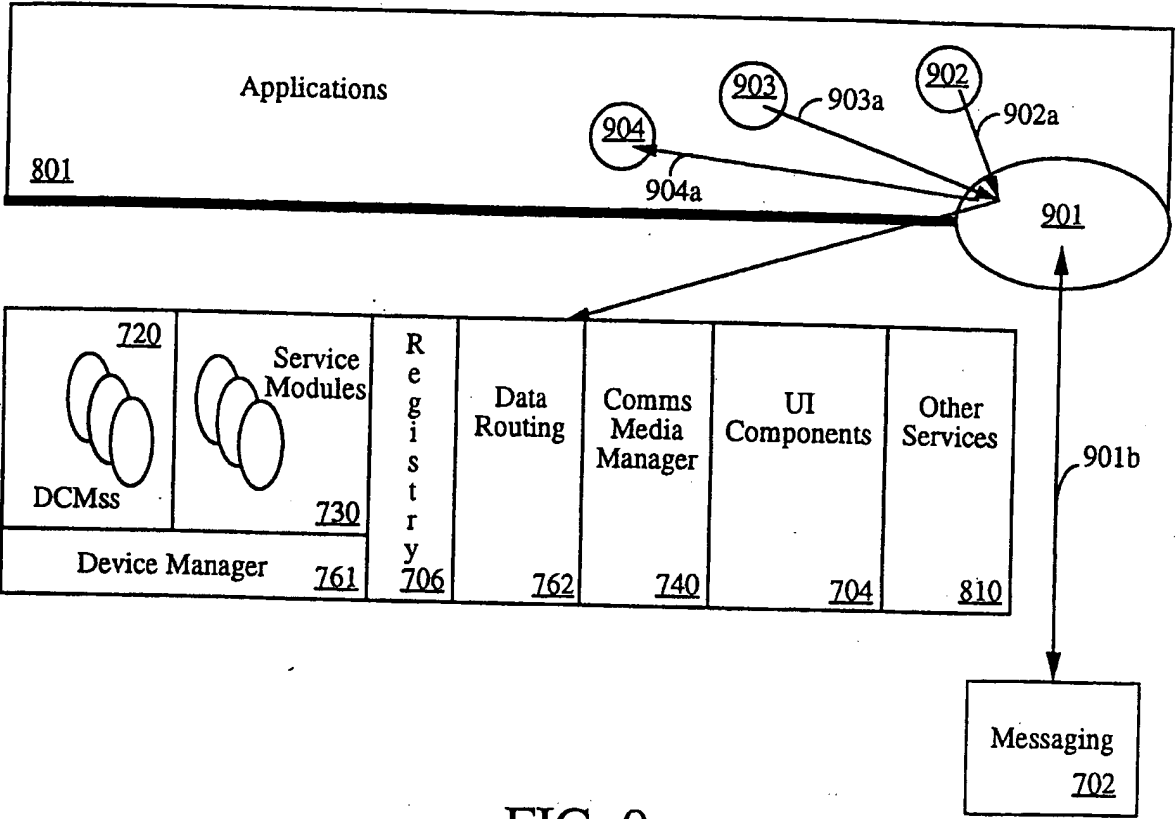 Applications
801
904
904a
903
903a
902
902a
901
901b
720
DCMss
Service
Modules
730
Device Manager
761
Registry
706
Data
Routing
762
Comms
Media
Manager
740
UI
Components
704
Other
Services
810
Messaging
702